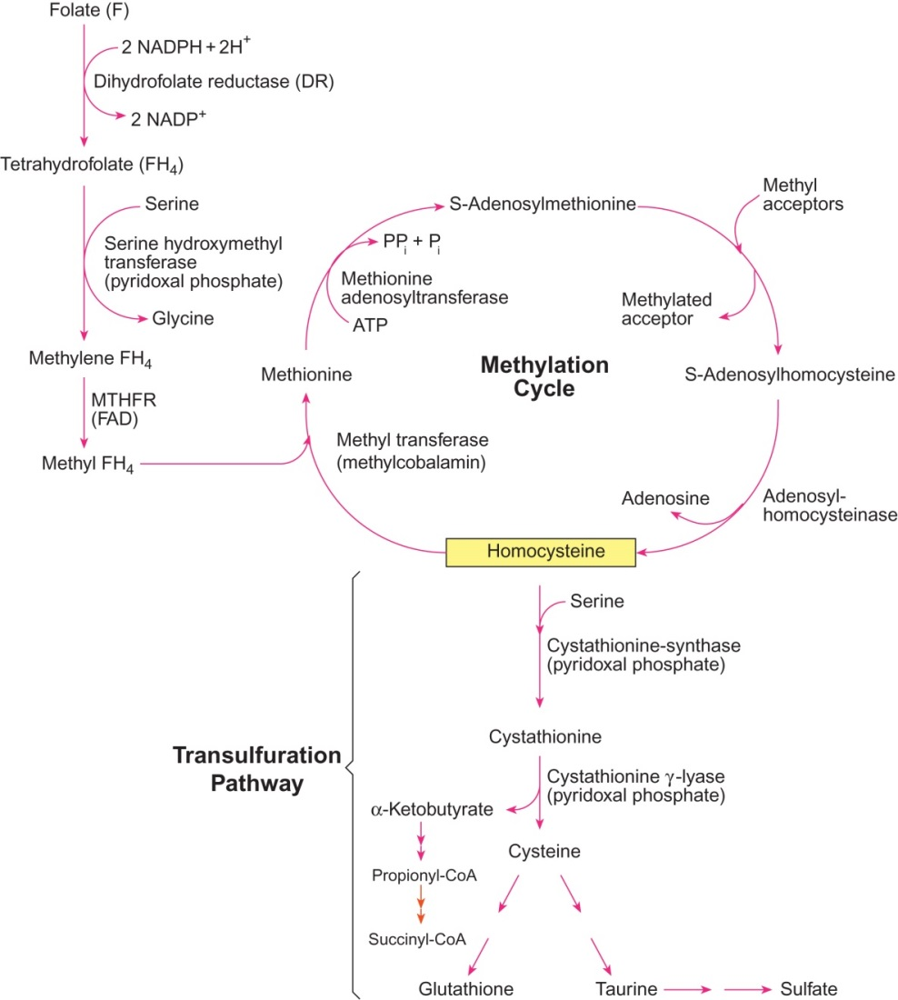 Folate (F)
2 NADPH + 2H⁺
Dihydrofolate reductase (DR)
2 NADP⁺
Tetrahydrofolate (FH₄)
Serine
Serine hydroxymethyl
transferase
(pyridoxal phosphate)
Glycine
Methylene FH₄
MTHFR
(FAD)
Methyl FH₄
S-Adenosylmethionine
Methyl
acceptors
PPᵢ + Pᵢ
Methionine
adenosyltransferase
ATP
Methylated
acceptor
Methionine
Methylation
Cycle
S-Adenosylhomocysteine
Methyl transferase
(methylcobalamin)
Adenosine
Adenosyl-
homocysteinase
Homocysteine
Serine
Cystathionine-synthase
(pyridoxal phosphate)
Cystathionine
Transulfuration
Pathway
Cystathionine γ-lyase
(pyridoxal phosphate)
α-Ketobutyrate
Cysteine
Propionyl-CoA
Succinyl-CoA
Glutathione
Taurine
Sulfate